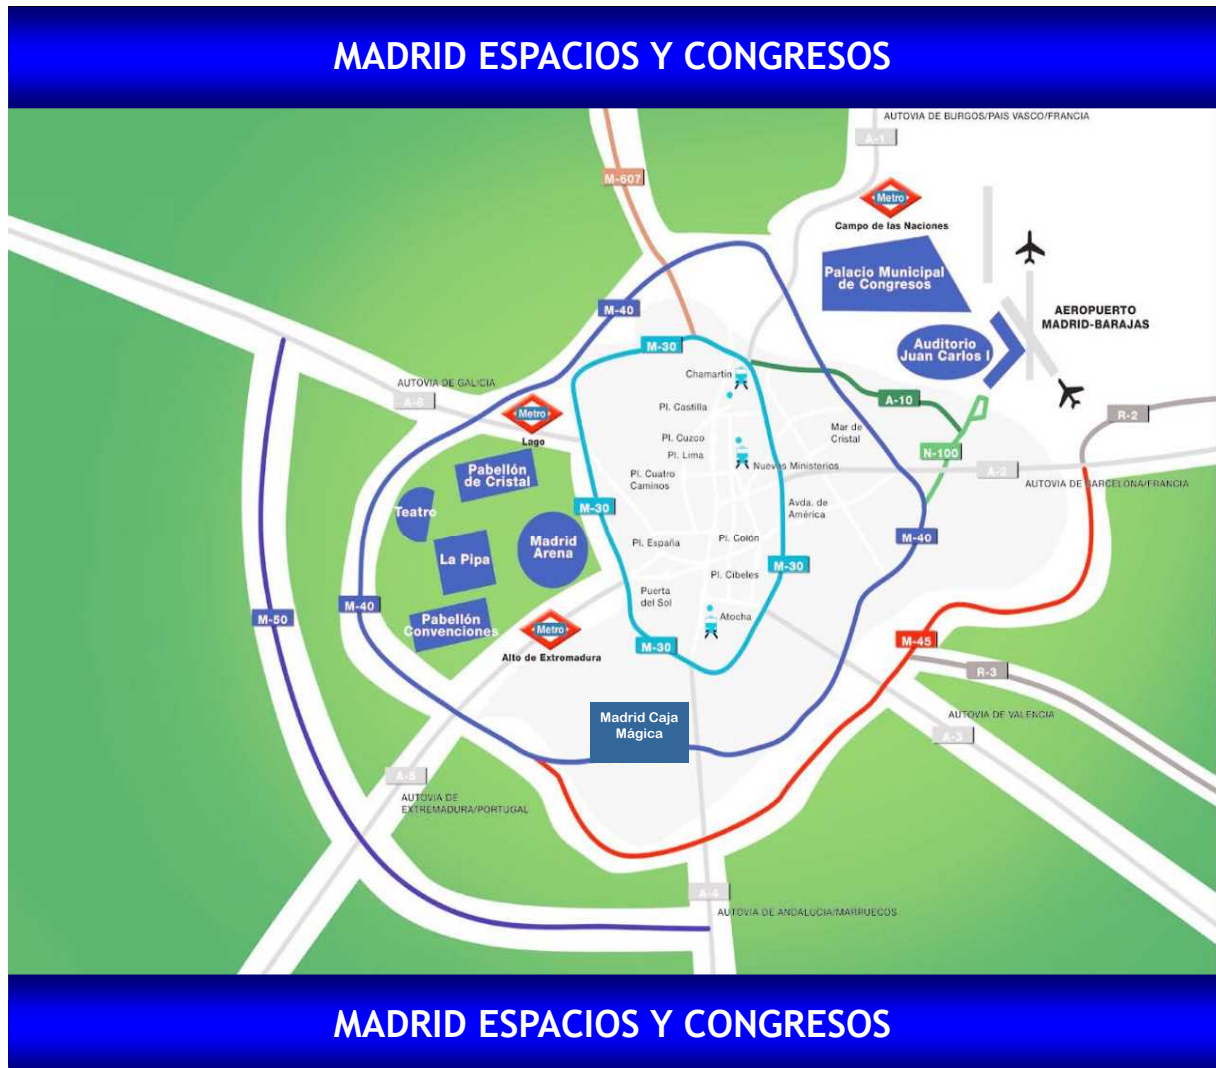 MADRID ESPACIOS Y CONGRESOS
AUTOVIA DE BURGOS/PAIS VASCO/FRANCIA
A-1
M-607
Metro
Campo de las Naciones
Palacio Municipal
de Congresos
M-40
AEROPUERTO
MADRID-BARAJAS
Auditorio
Juan Carlos I
M-30
Chamartín
AUTOVIA DE GALICIA
A-6
A-10
Pl. Castilla
R-2
Metro
Lago
Mar de
Cristal
Pl. Cuzco
Pl. Lima
N-100
Nuevos Ministerios
A-2
AUTOVIA DE BARCELONA/FRANCIA
Pabellón
de Cristal
Pl. Cuatro
Caminos
Teatro
M-30
Avda. de
América
Madrid
Arena
Pl. España
Pl. Colón
M-40
La Pipa
M-30
Pl. Cibeles
Puerta
del Sol
M-40
M-50
Pabellón
Convenciones
Metro
Alto de Extremadura
Atocha
M-30
M-45
R-3
Madrid Caja
Mágica
AUTOVIA DE VALENCIA
A-3
A-5
AUTOVIA DE
EXTREMADURA/PORTUGAL
A-4
AUTOVIA DE ANDALUCIA/MARRUECOS
MADRID ESPACIOS Y CONGRESOS